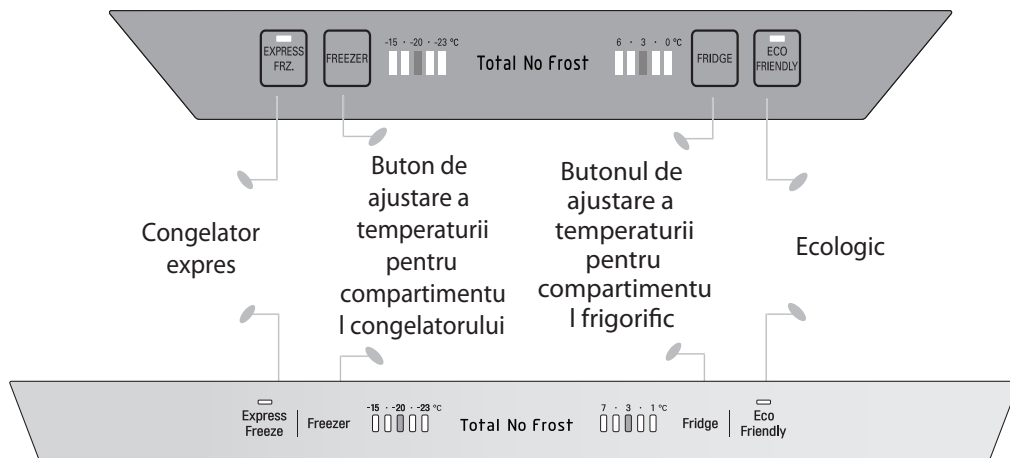 -15 · -20 · -23 °C
6 · 3 · 0 °C
EXPRESS
FRZ.
FREEZER
Total No Frost
FRIDGE
ECO
FRIENDLY
Congelator
expres
Buton de
ajustare a
temperaturii
pentru
compartimentu
l congelatorului
Butonul de
ajustare a
temperaturii
pentru
compartimentu
l frigorific
Ecologic
-15 · -20 · -23 °C
7 · 3 · 1 °C
Express
Freeze
Freezer
Total No Frost
Fridge
Eco
Friendly